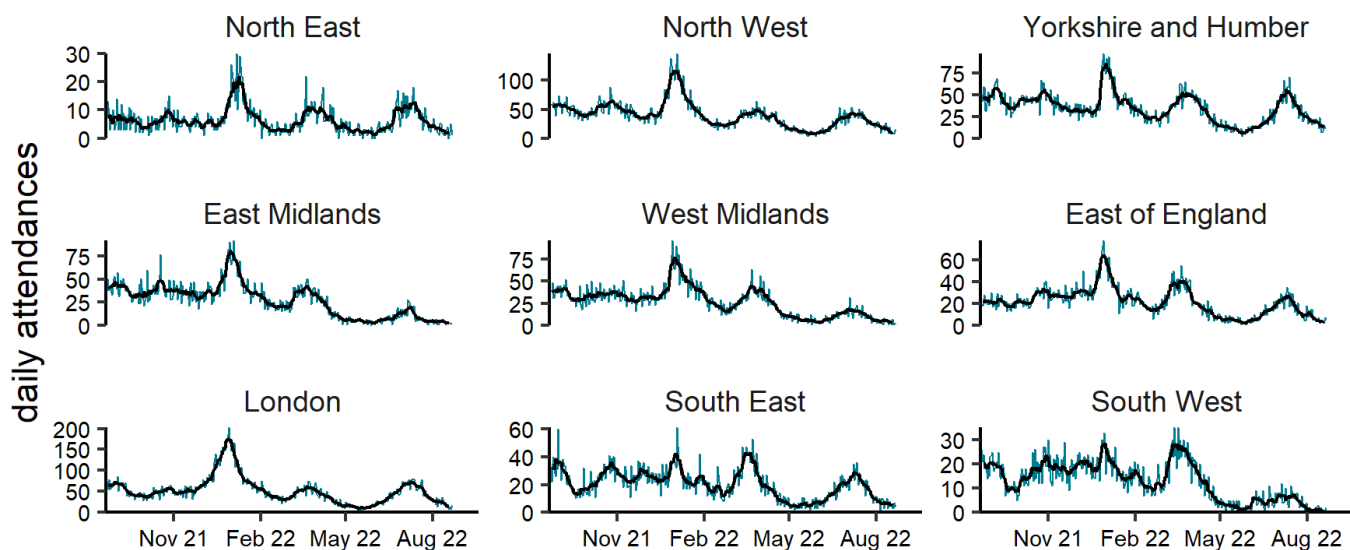 North East
North West
Yorkshire and Humber
30
20
10
0
100
50
0
75
50
25
0
daily attendances
East Midlands
West Midlands
East of England
75
50
25
0
75
50
25
0
60
40
20
0
London
South East
South West
200
150
100
50
0
60
40
20
0
30
20
10
0
Nov 21 Feb 22 May 22 Aug 22
Nov 21 Feb 22 May 22 Aug 22
Nov 21 Feb 22 May 22 Aug 22